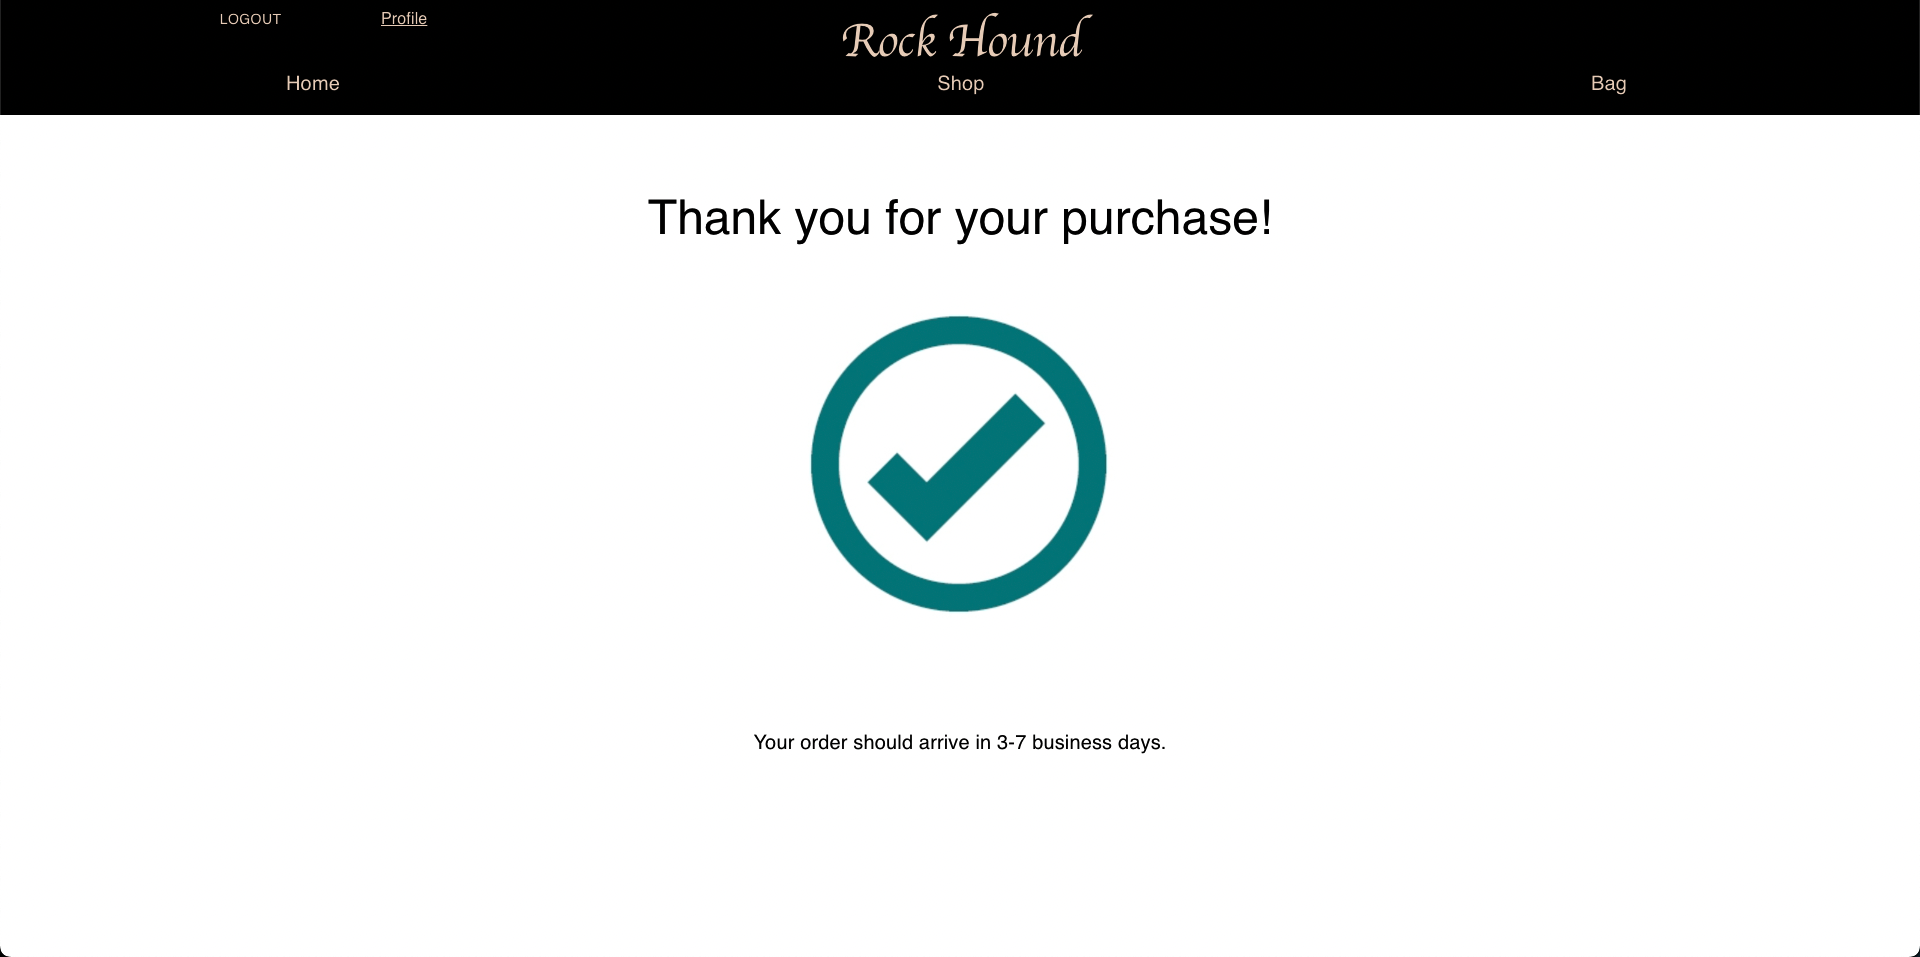 LOGOUT Profile
Rock Hound
Home Shop Bag
Thank you for your purchase!
Your order should arrive in 3-7 business days.